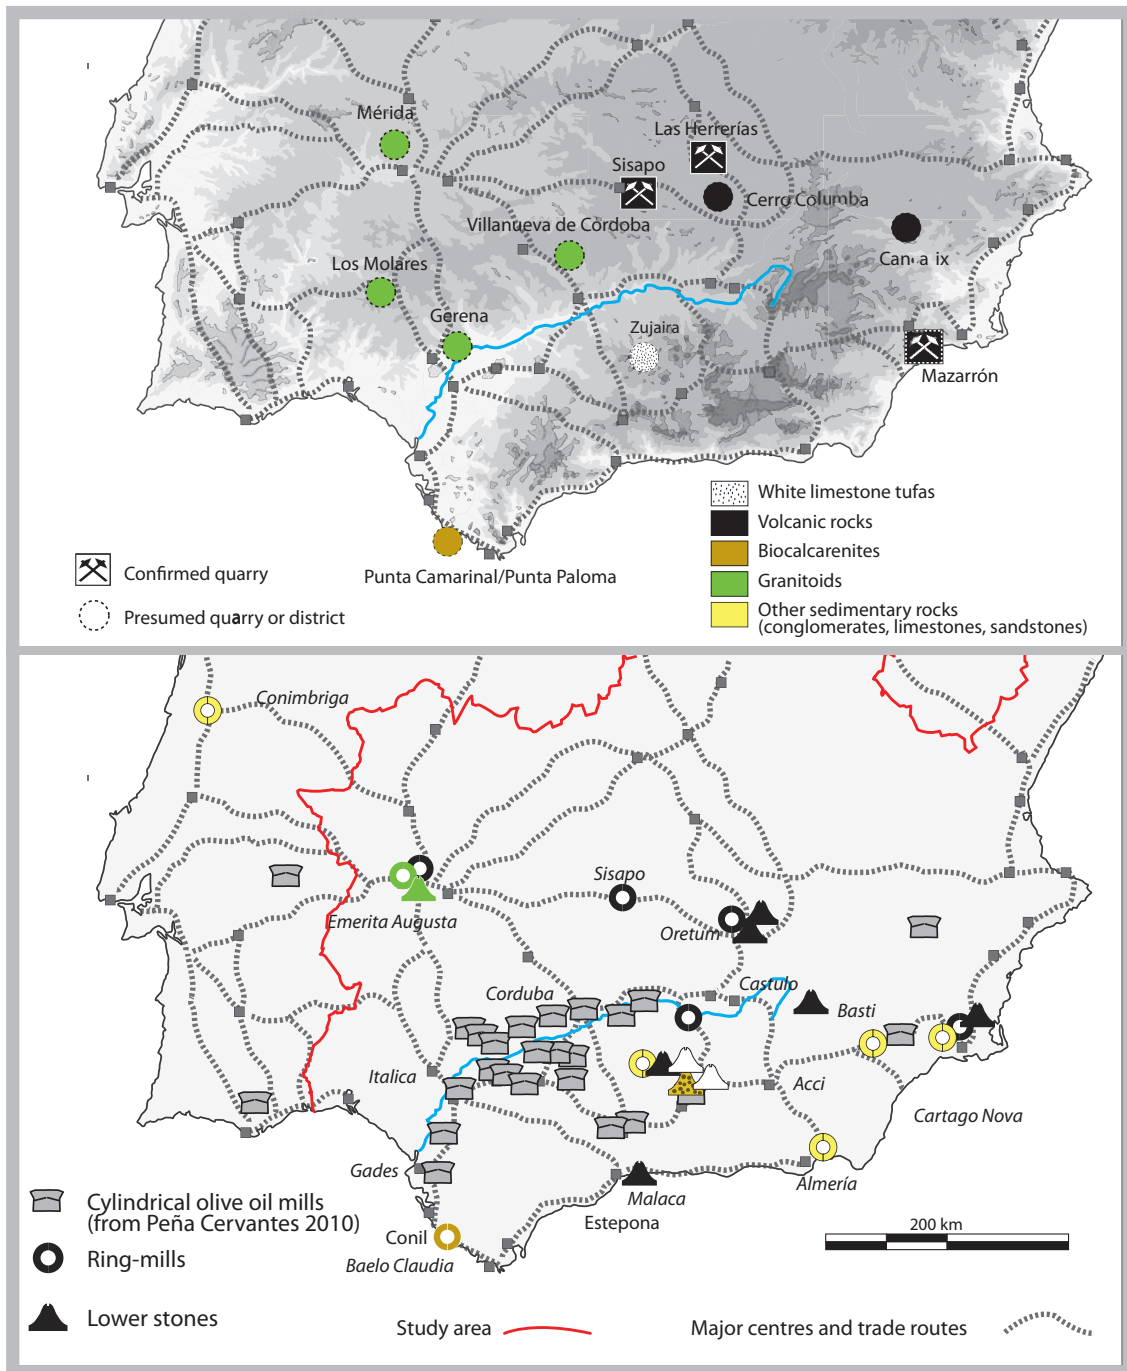 Mérida
Las Herrerías
Sisapo
Cerro Columba
Villanueva de Córdoba
Los Molares
Gerena
Zujaira
Mazarrón
White limestone tufas
Volcanic rocks
Biocalcarenites
Granitoids
Other sedimentary rocks
(conglomerates, limestones, sandstones)
Confirmed quarry
Presumed quarry or district
Punta Camarinal/Punta Paloma
Conimbriga
Sisapo
Emerita Augusta
Oretum
Castulo
Corduba
Basti
Italica
Acci
Cartago Nova
Gades
Almería
Malaca
Estepona
Conil
Baelo Claudia
200 km
Cylindrical olive oil mills
(from Peña Cervantes 2010)
Ring-mills
Lower stones
Study area
Major centres and trade routes